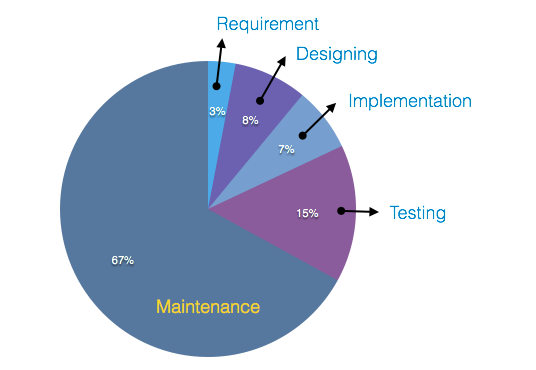 Requirement
Designing
Implementation
3%
8%
7%
15%
Testing
67%
Maintenance